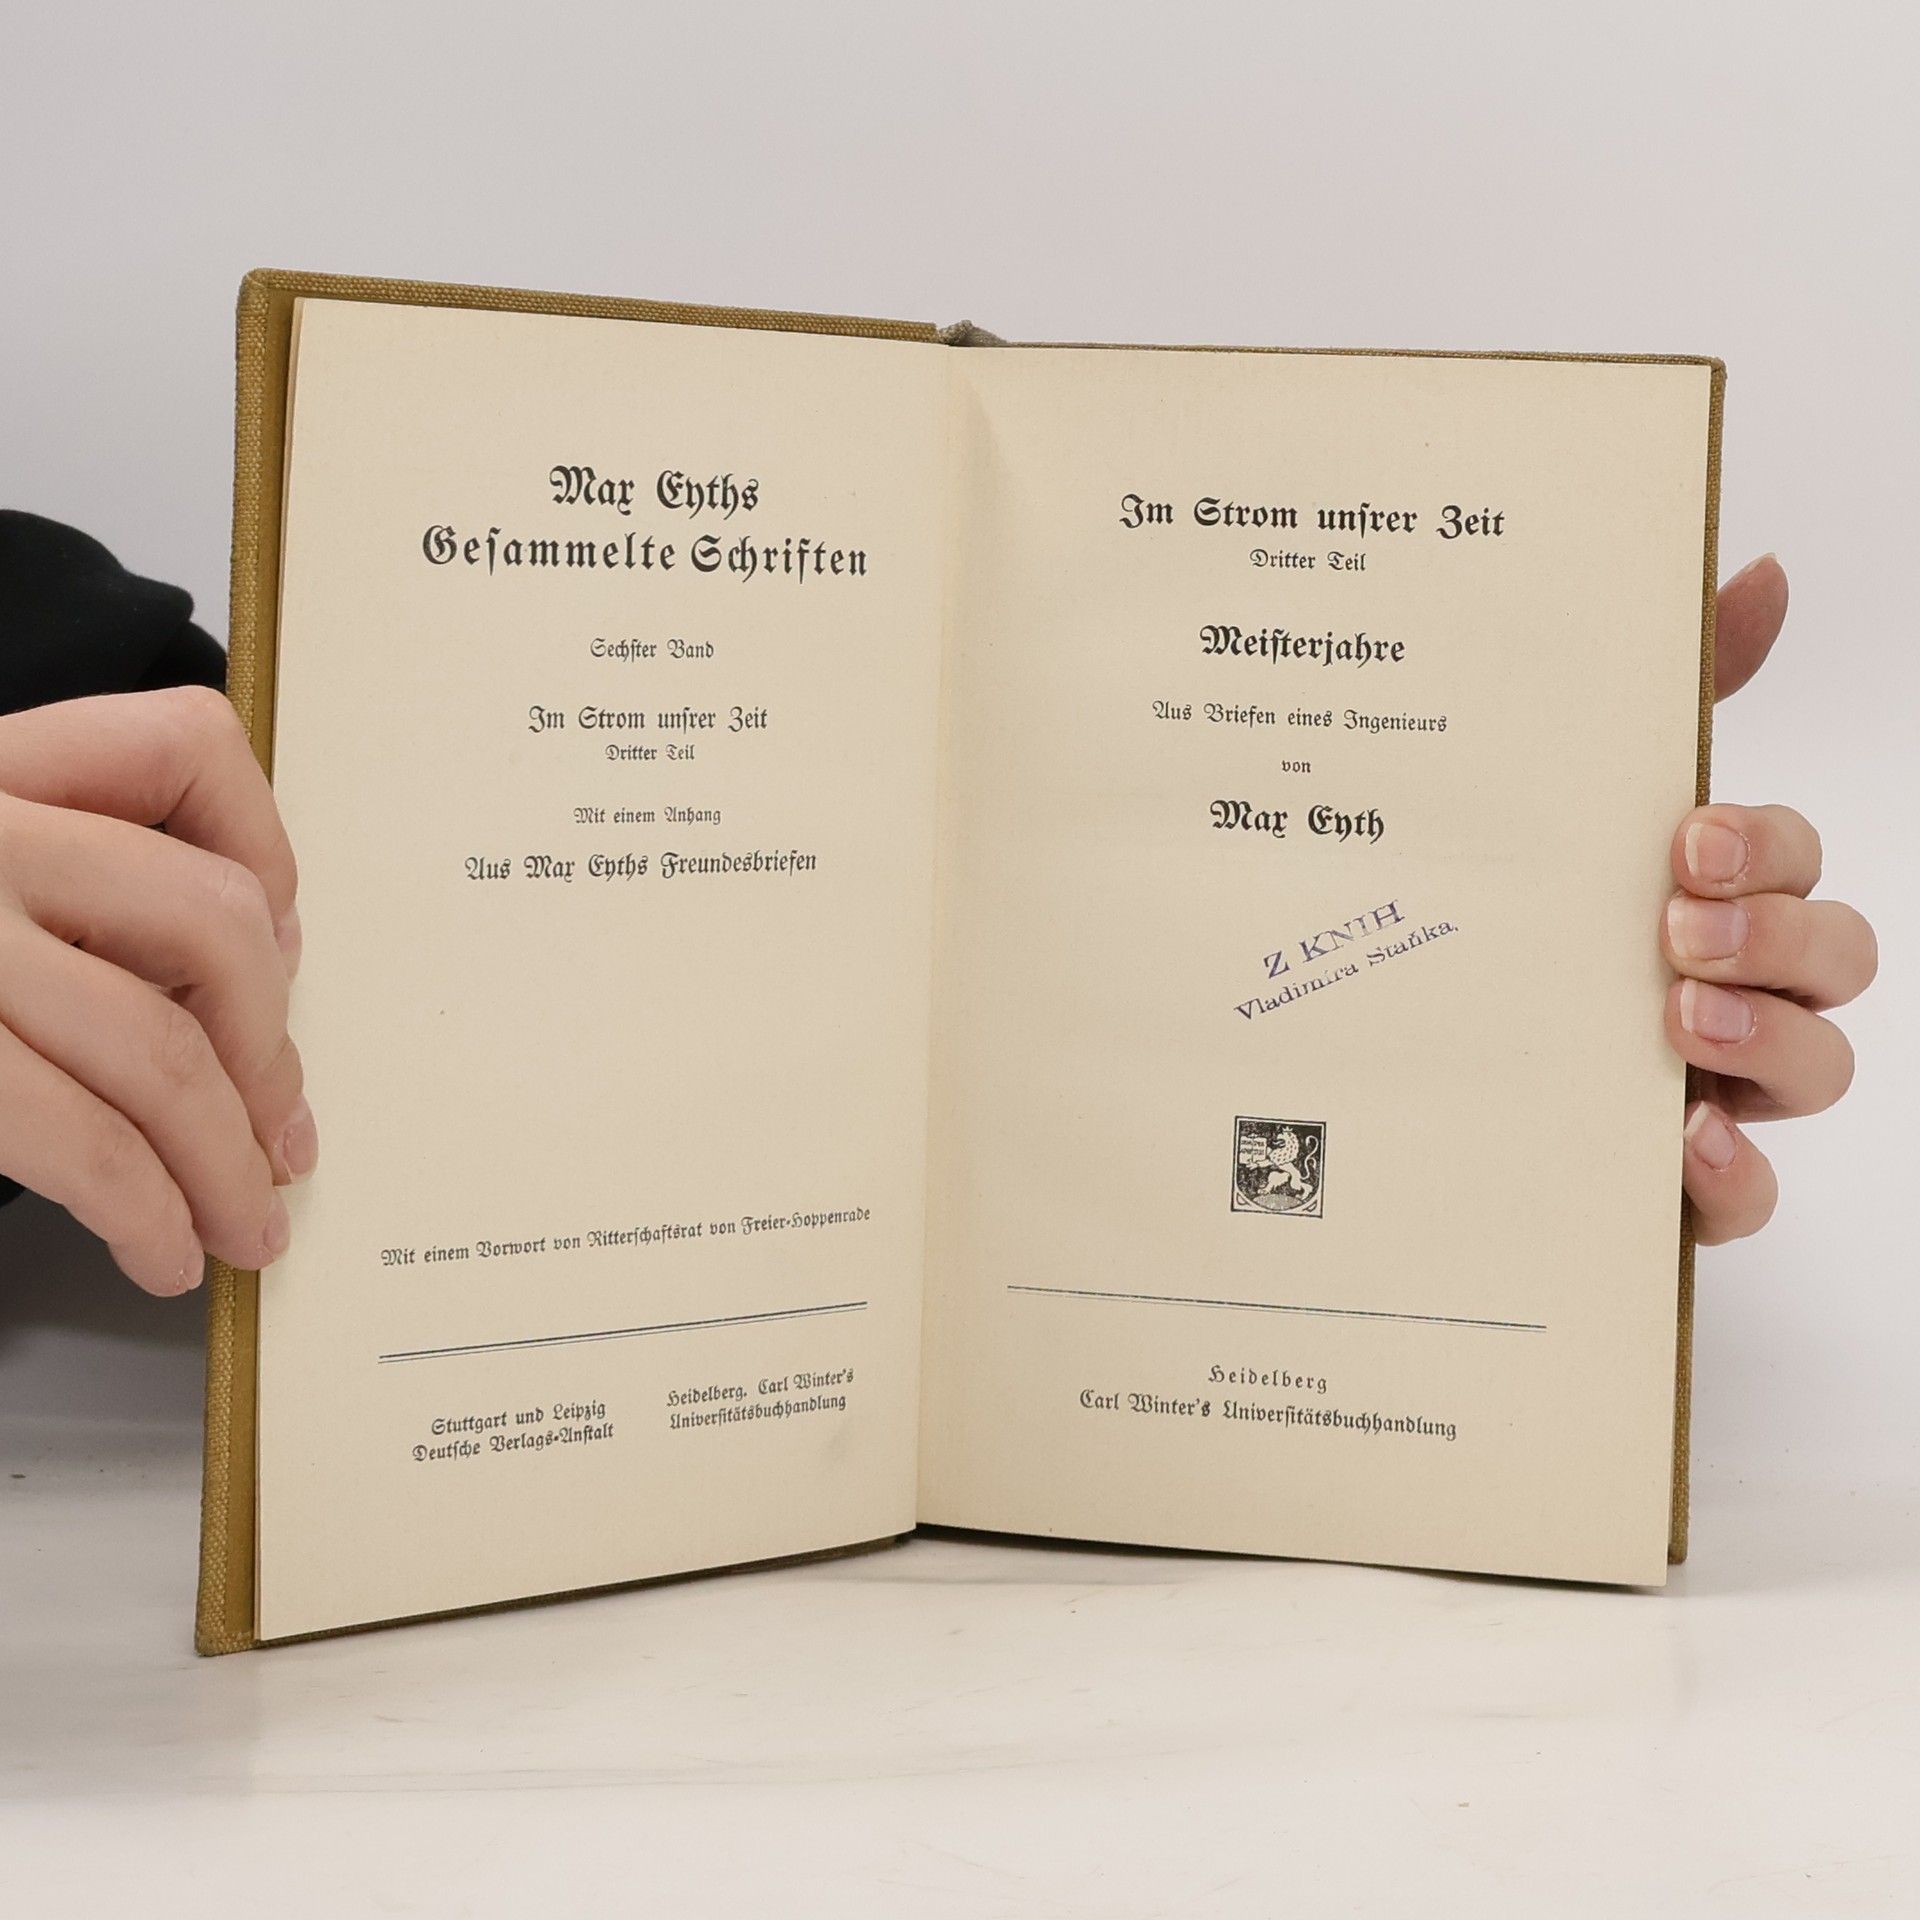 Max Eyths
Gesammelte Schriften
Sechster Band
Im Strom unsrer Zeit
Dritter Teil
Mit einem Anhang
Aus Max Eyths Freundesbriefen
Mit einem Vorwort von Ritterschaftsrat von Freier-Hoppenrade
Stuttgart und Leipzig
Deutsche Verlags-Anstalt
Heidelberg. Carl Winter's
Universitätsbuchhandlung
Im Strom unsrer Zeit
Dritter Teil
Meisterjahre
Aus Briefen eines Ingenieurs
von
Max Eyth
Z KNIH
Vladimíra Staňka.
Heidelberg
Carl Winter's Universitätsbuchhandlung